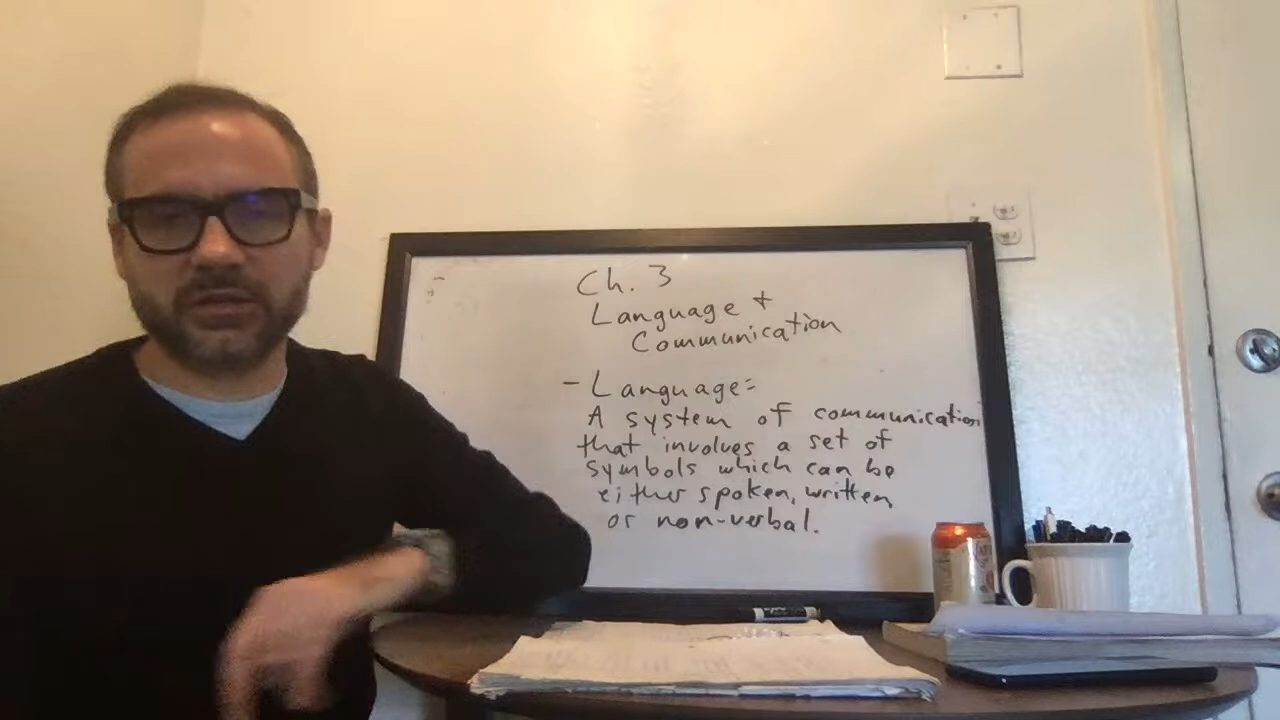 Ch. 3
Language +
Communication
- Language=
A system of communication
that involves a set of
symbols which can be
either spoken, written
or non-verbal.